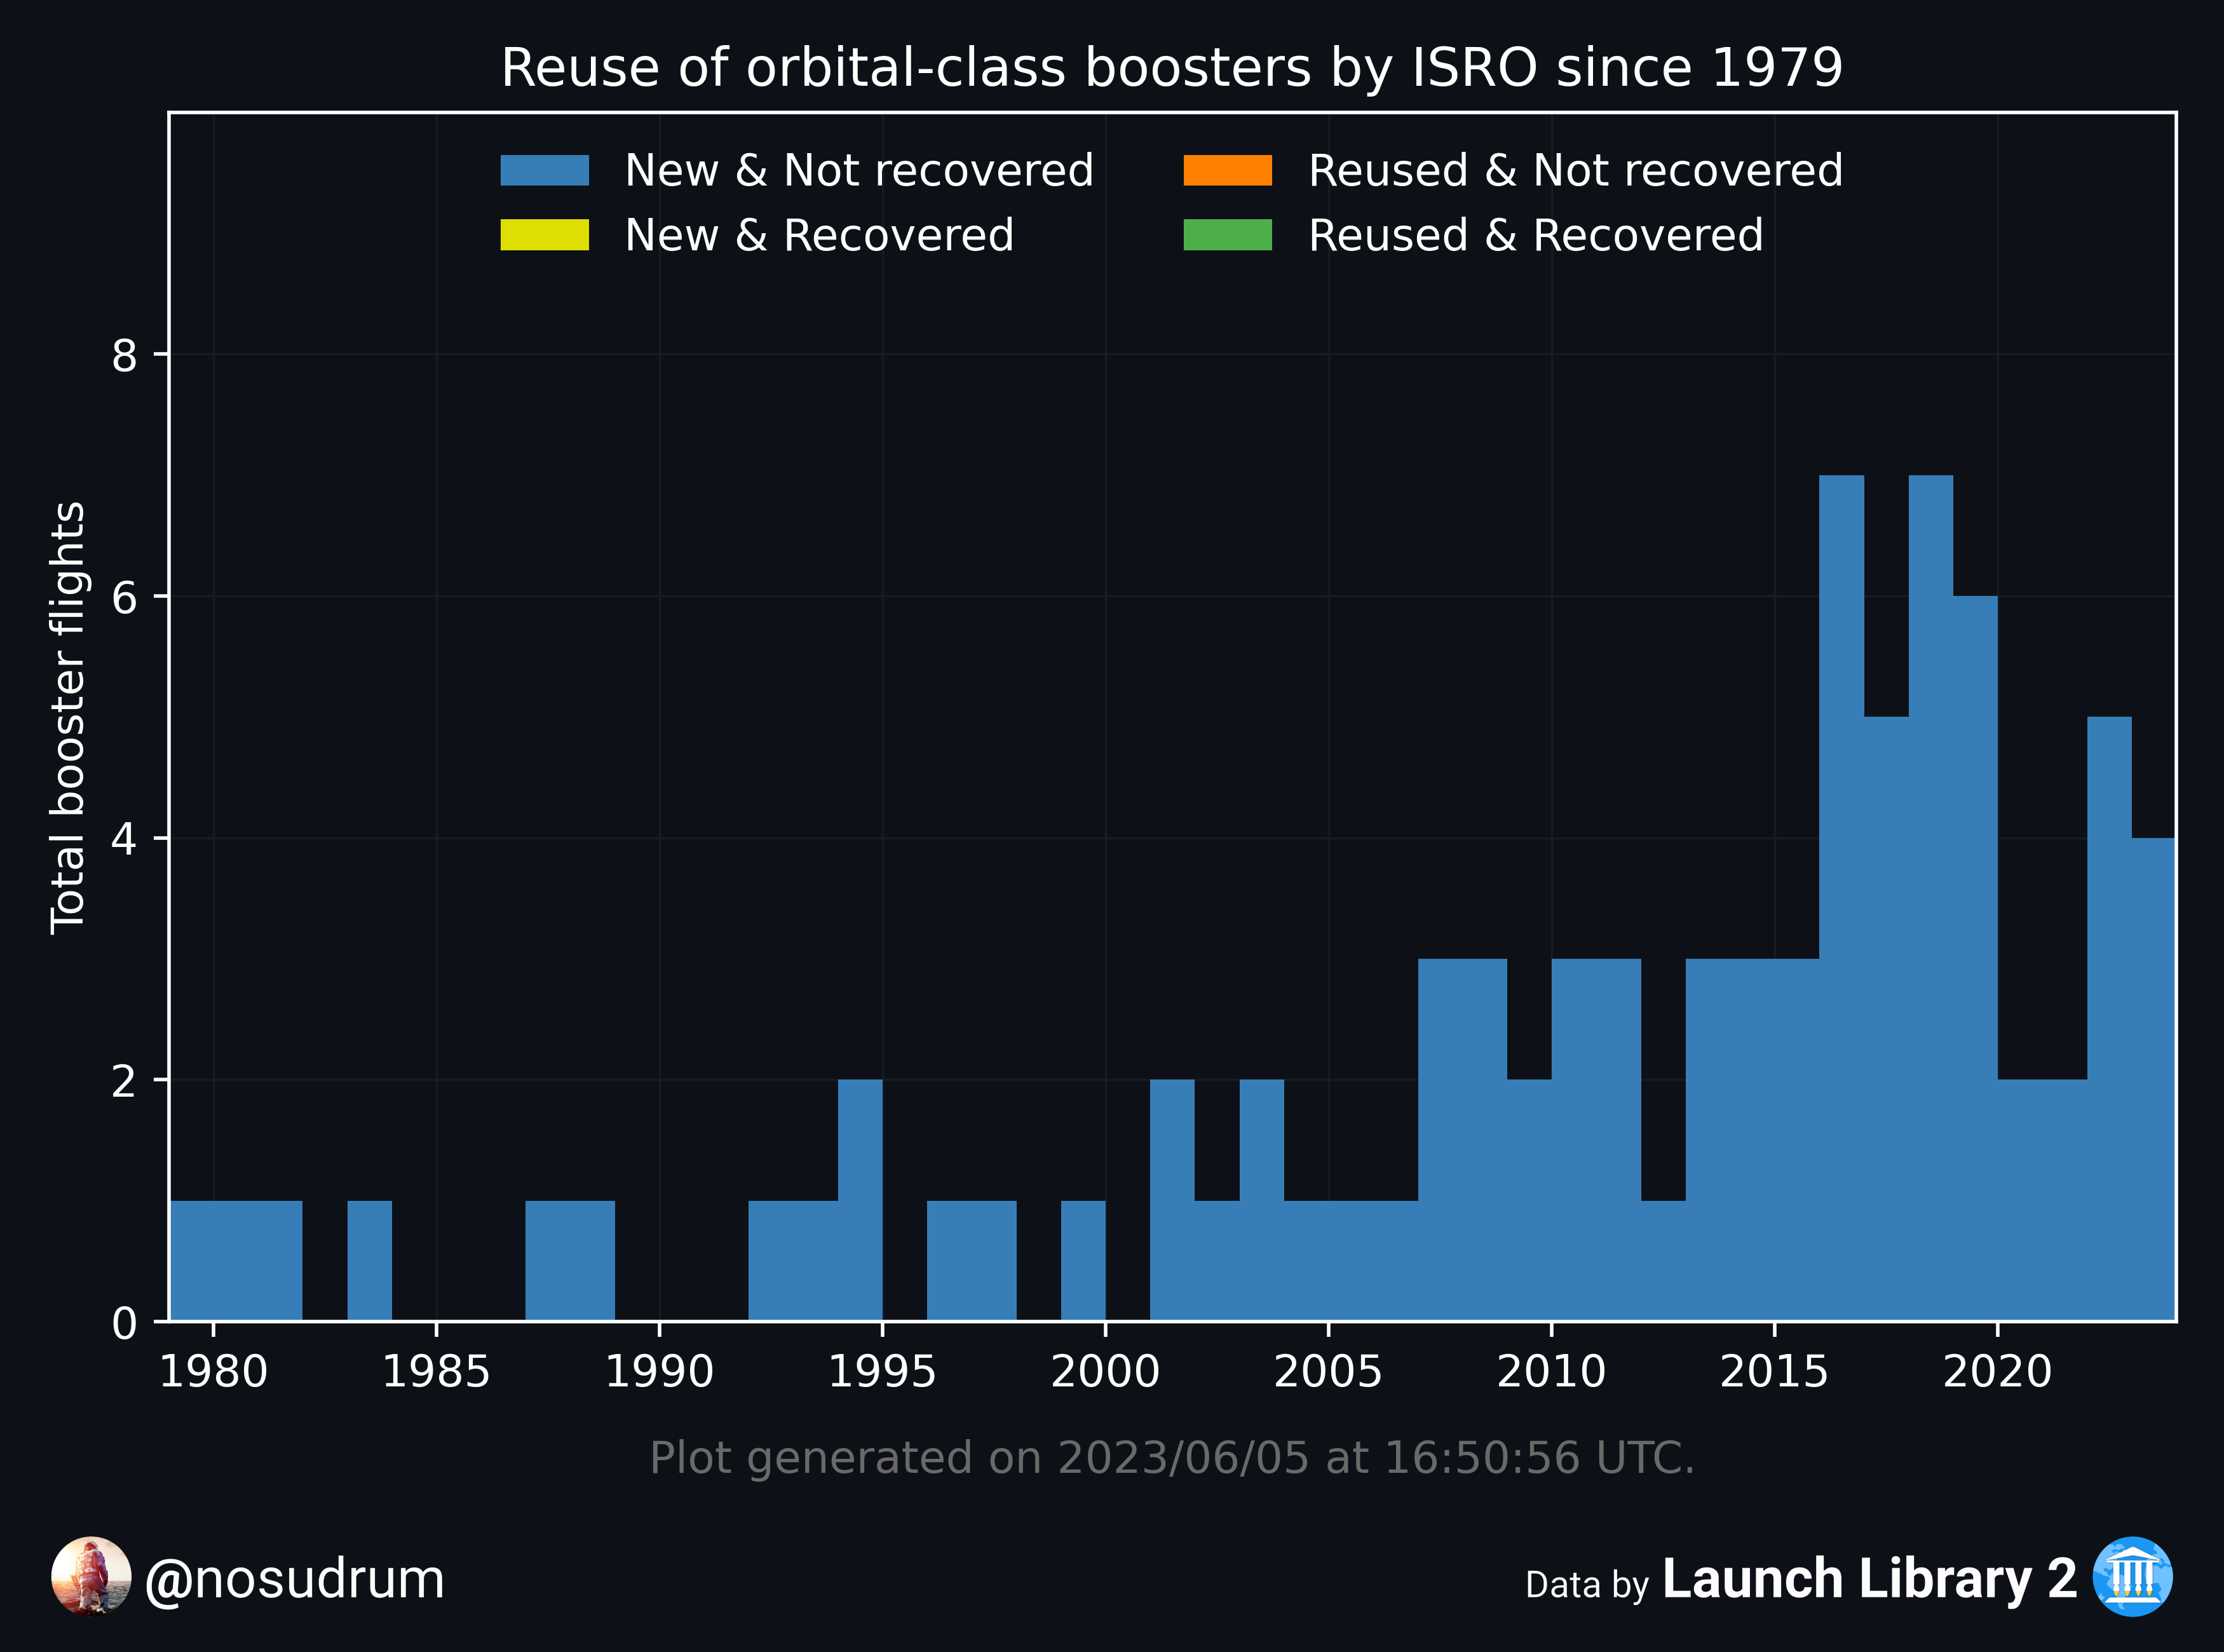 Reuse of orbital-class boosters by ISRO since 1979
New & Not recovered
New & Recovered
Reused & Not recovered
Reused & Recovered
Total booster flights
8
6
4
2
0
1980 1985 1990 1995 2000 2005 2010 2015 2020
Plot generated on 2023/06/05 at 16:50:56 UTC.
@nosudrum
Data by Launch Library 2